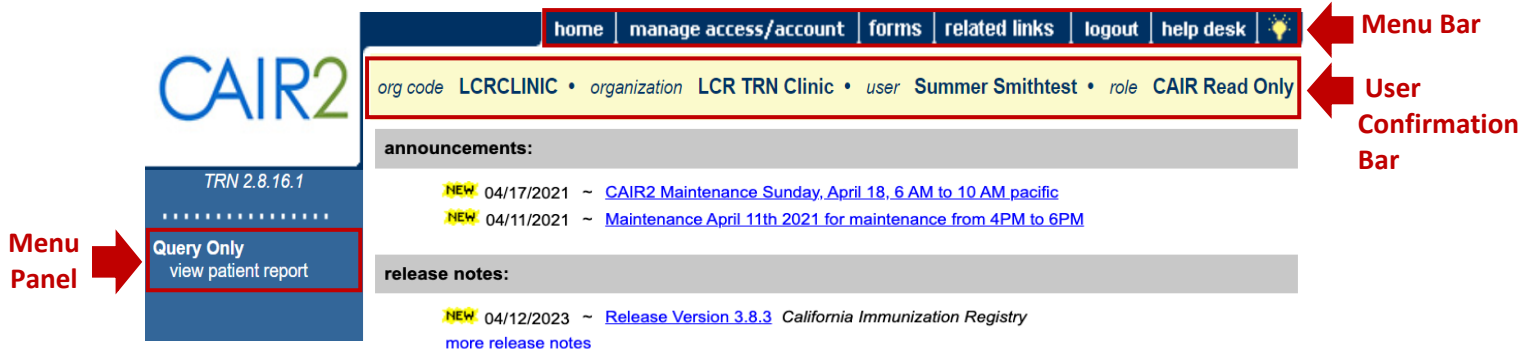 home manage access/account forms related links logout help desk
Menu Bar
CAIR2
org code LCRCLINIC • organization LCR TRN Clinic • user Summer Smithtest • role CAIR Read Only
User
Confirmation
Bar
announcements:
TRN 2.8.16.1
NEW 04/17/2021 ~ CAIR2 Maintenance Sunday, April 18, 6 AM to 10 AM pacific
NEW 04/11/2021 ~ Maintenance April 11th 2021 for maintenance from 4PM to 6PM
Menu
Panel
Query Only
view patient report
release notes:
NEW 04/12/2023 ~ Release Version 3.8.3 California Immunization Registry
more release notes